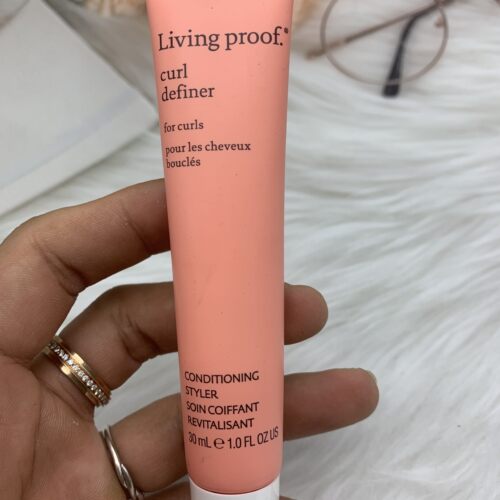 Living proof.®
curl
definer
for curls
pour les cheveux
bouclés
CONDITIONING
STYLER
SOIN COIFFANT
REVITALISANT
30 mL e 1.0 FL OZ US